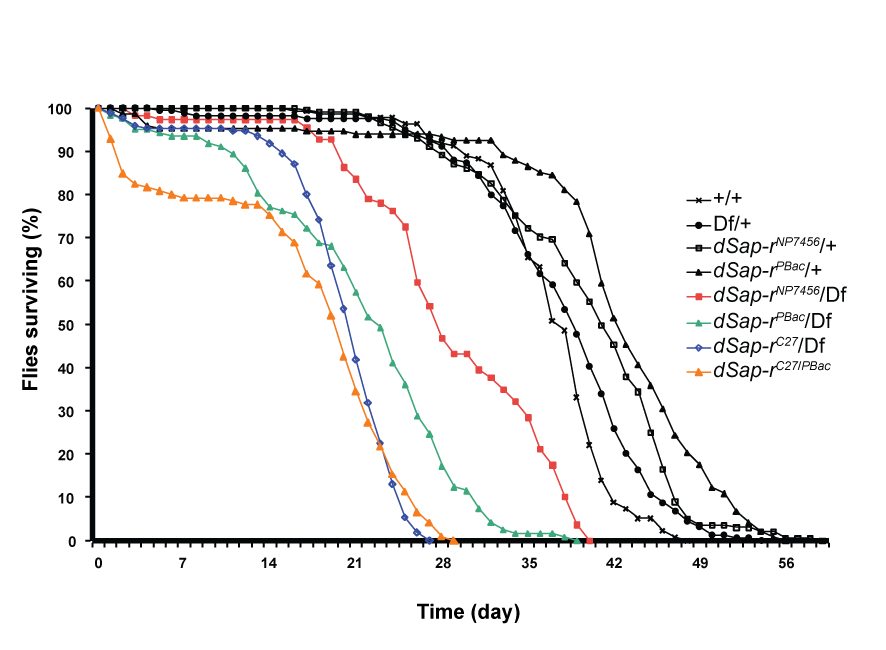 100
90
80
70
60
50
40
30
20
10
0
Flies surviving (%)
0 7 14 21 28 35 42 49 56
Time (day)
+/+
Df/+
dSap-r^NP7456/+
dSap-r^PBac/+
dSap-r^NP7456/Df
dSap-r^PBac/Df
dSap-r^C27/Df
dSap-r^C27/PBac